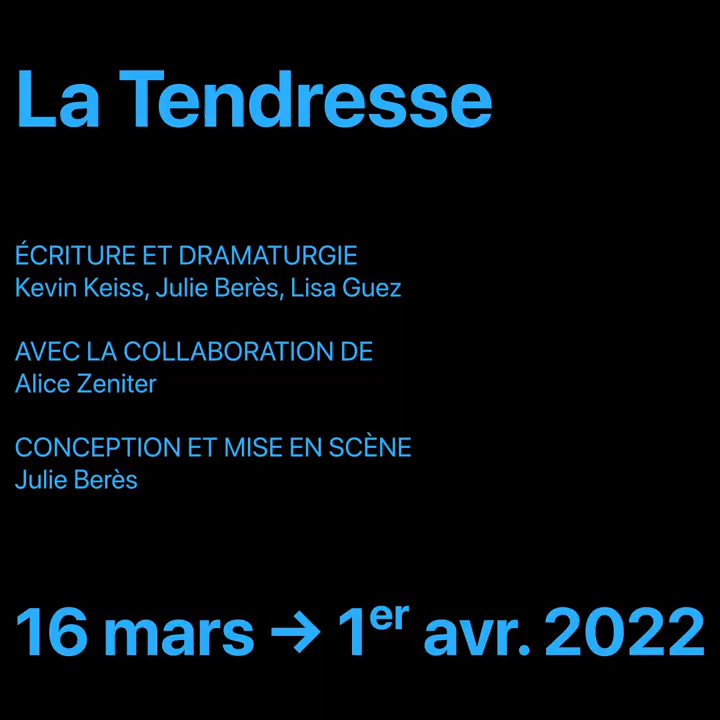 La Tendresse
ÉCRITURE ET DRAMATURGIE
Kevin Keiss, Julie Berès, Lisa Guez
AVEC LA COLLABORATION DE
Alice Zeniter
CONCEPTION ET MISE EN SCÈNE
Julie Berès
16 mars → 1er avr. 2022